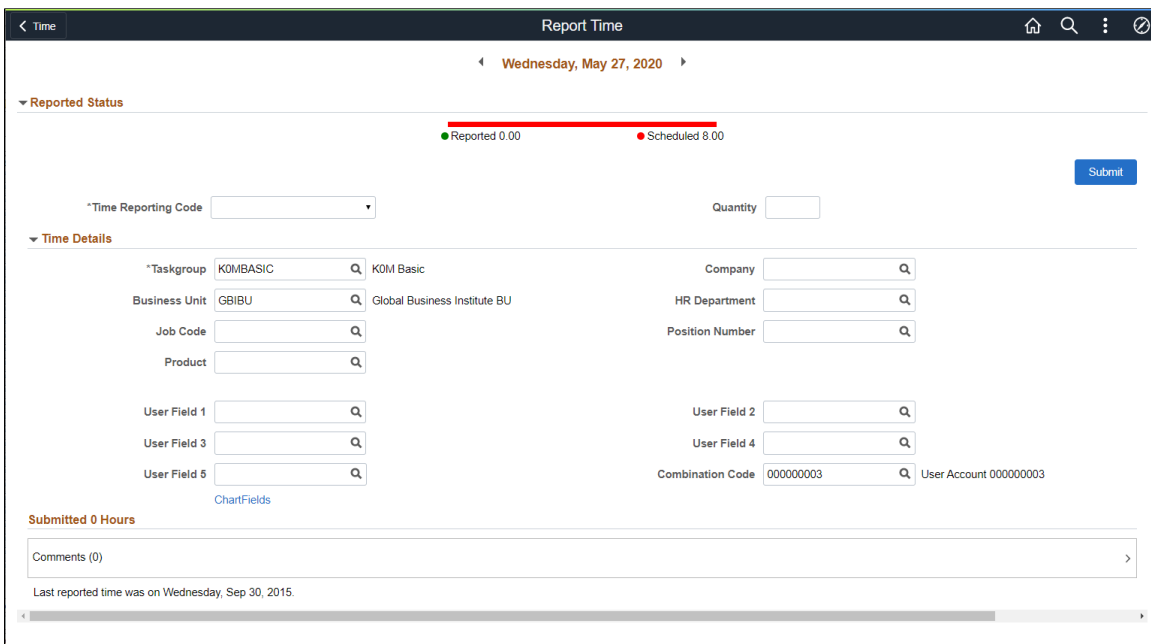 Time
Report Time
Wednesday, May 27, 2020
Reported Status
Reported 0.00 Scheduled 8.00
Submit
*Time Reporting Code Quantity
Time Details
*Taskgroup K0MBASIC K0M Basic Company
Business Unit GBIBU Global Business Institute BU HR Department
Job Code Position Number
Product
User Field 1 User Field 2
User Field 3 User Field 4
User Field 5 Combination Code 000000003 User Account 000000003
ChartFields
Submitted 0 Hours
Comments (0)
Last reported time was on Wednesday, Sep 30, 2015.